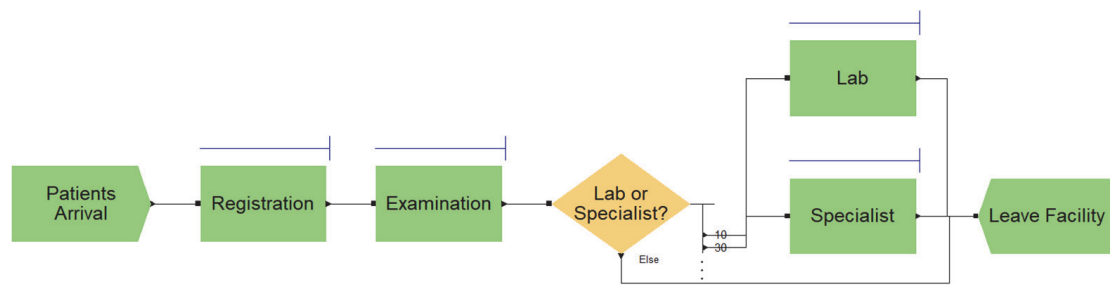 Patients
Arrival
Registration
Examination
Lab or
Specialist?
10
30
Else
Lab
Specialist
Leave Facility